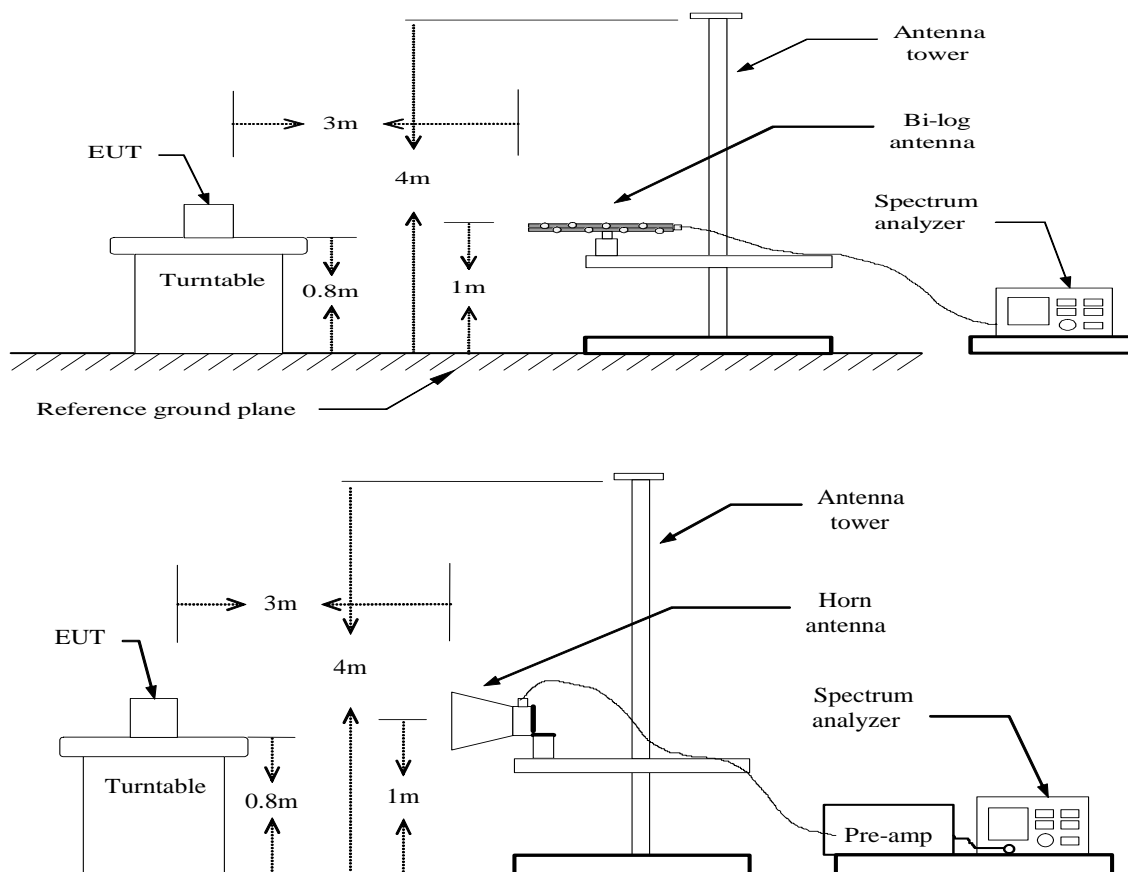 Antenna
tower
3m
Bi-log
antenna
EUT
4m
Spectrum
analyzer
Turntable
0.8m
1m
Reference ground plane
Antenna
tower
3m
Horn
antenna
EUT
4m
Spectrum
analyzer
Turntable
0.8m
1m
Pre-amp